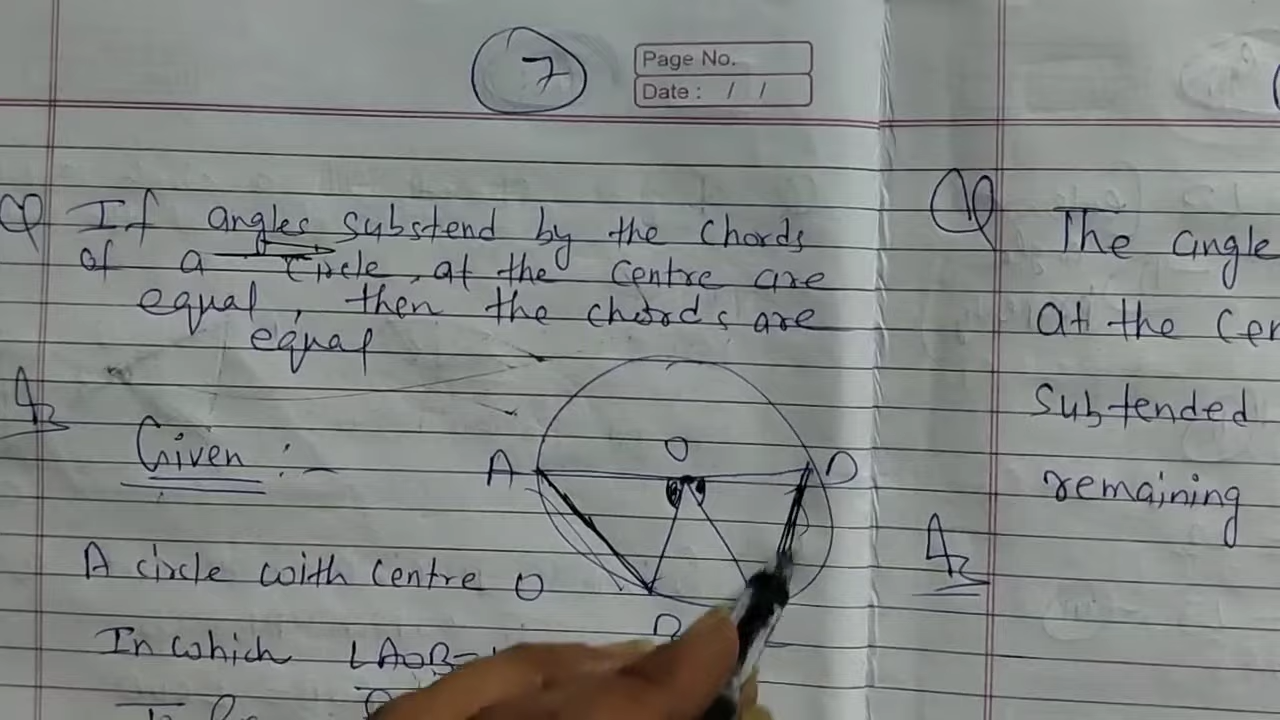 7
Page No.
Date : / /
Q If angles substend by the chords
of a circle, at the centre are
equal, then the chords are
equal
Given :-
A O D
A circle with centre O
B
In which ∠AOB=
Q The angle
at the cen
Subtended
remaining